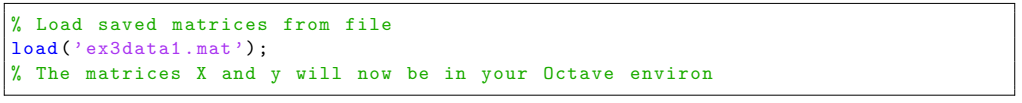 % Load saved matrices from file
load('ex3data1.mat');
% The matrices X and y will now be in your Octave environ